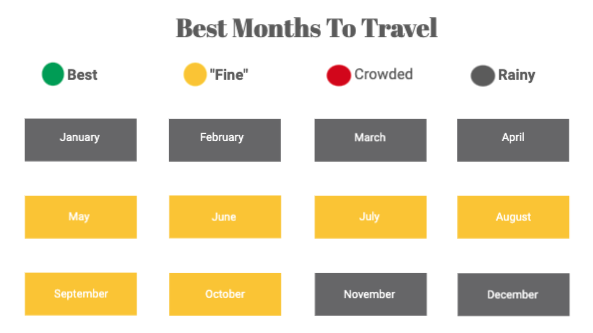 Best Months To Travel
Best "Fine" Crowded Rainy
January February March April
May June July August
September October November December